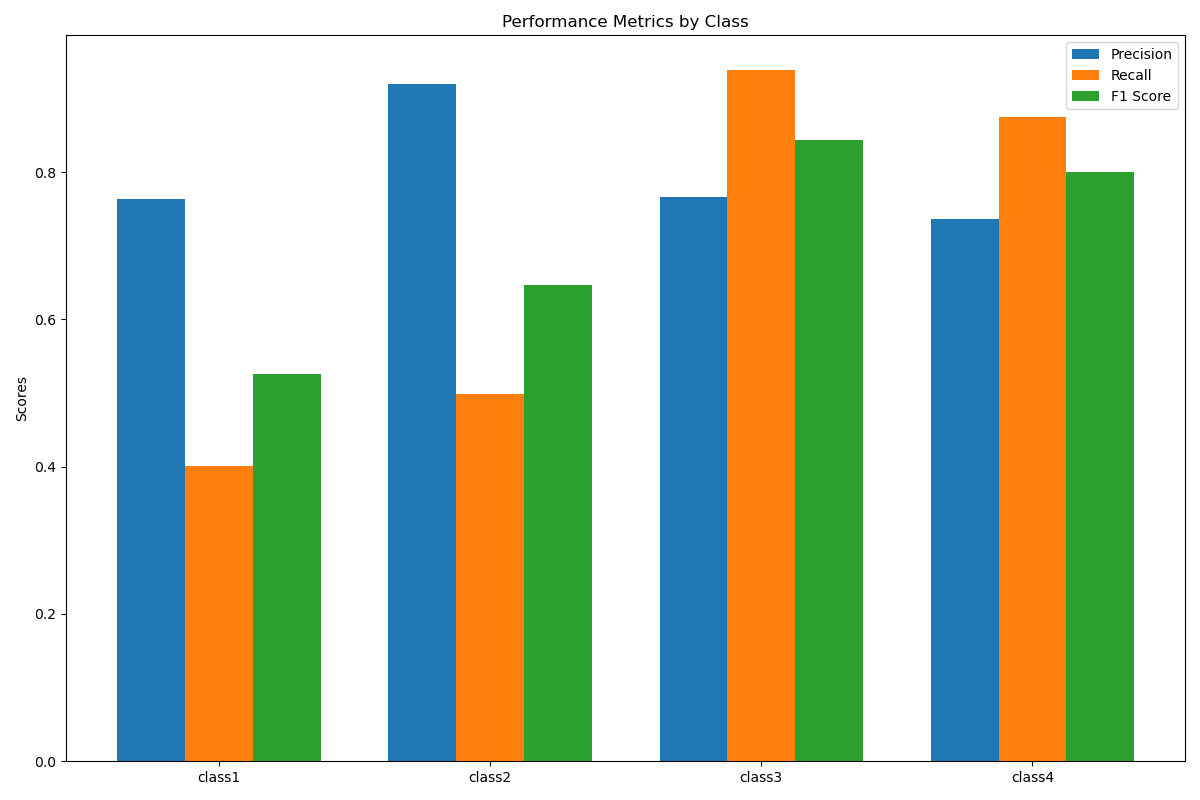 Performance Metrics by Class
Precision
Recall
F1 Score
Scores
0.8
0.6
0.4
0.2
0.0
class1 class2 class3 class4